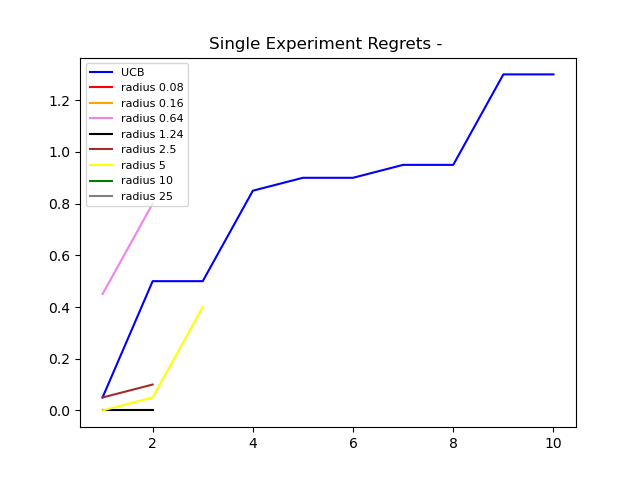 Single Experiment Regrets -
UCB
radius 0.08
radius 0.16
radius 0.64
radius 1.24
radius 2.5
radius 5
radius 10
radius 25
1.2
1.0
0.8
0.6
0.4
0.2
0.0
2 4 6 8 10